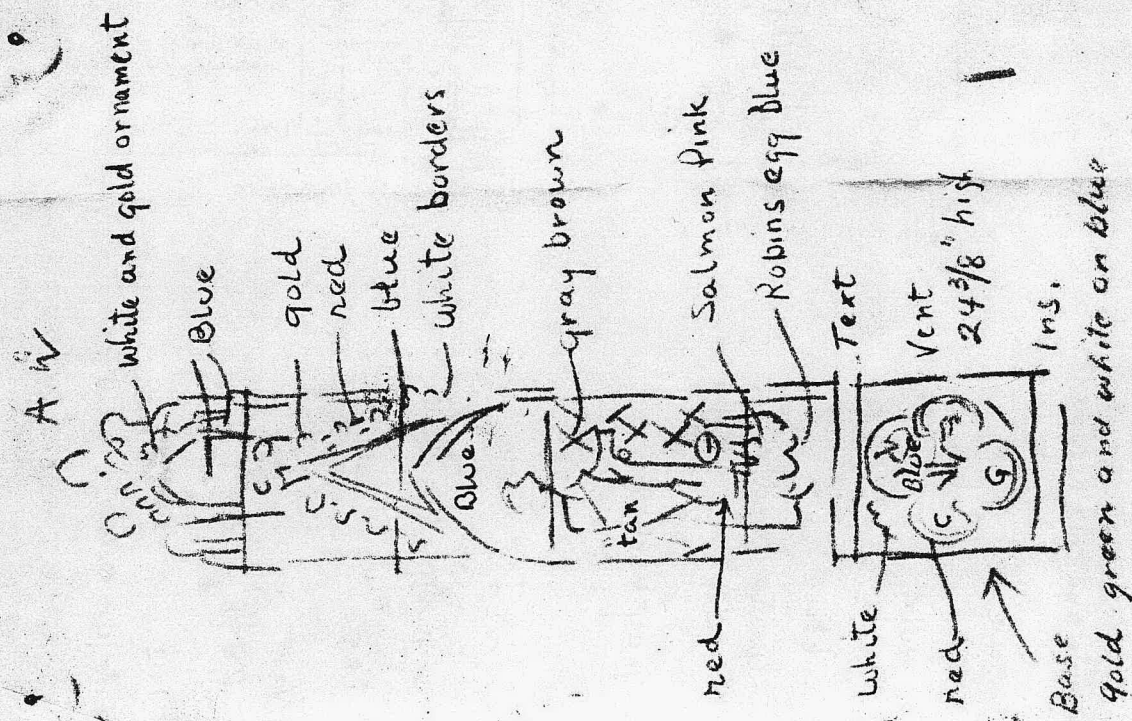 A W
white and gold ornament
Blue
gold
red
blue
white borders
Blue
gray brown
tan
Salmon Pink
red
Robins egg Blue
Text
Vent
24 3/8" high
Ins.
white
Blue
C
G
red
Base
gold green and white on blue